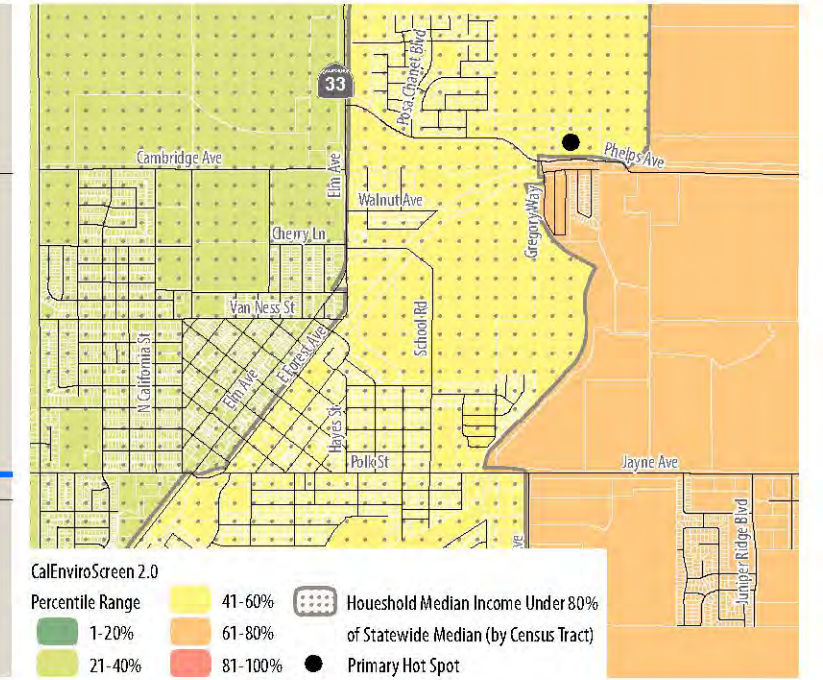 Posa Chanet Blvd
CALIFORNIA
33
Cambridge Ave
Elm Ave
Phelps Ave
Walnut Ave
Gregory Way
Cherry Ln
Van Ness St
School Rd
N California St
Elm Ave
E Forest Ave
Hayes St
Polk St
Jayne Ave
Juniper Ridge Blvd
ve
CalEnviroScreen 2.0
Percentile Range
1-20%
21-40%
41-60%
61-80%
81-100%
Houeshold Median Income Under 80%
of Statewide Median (by Census Tract)
Primary Hot Spot